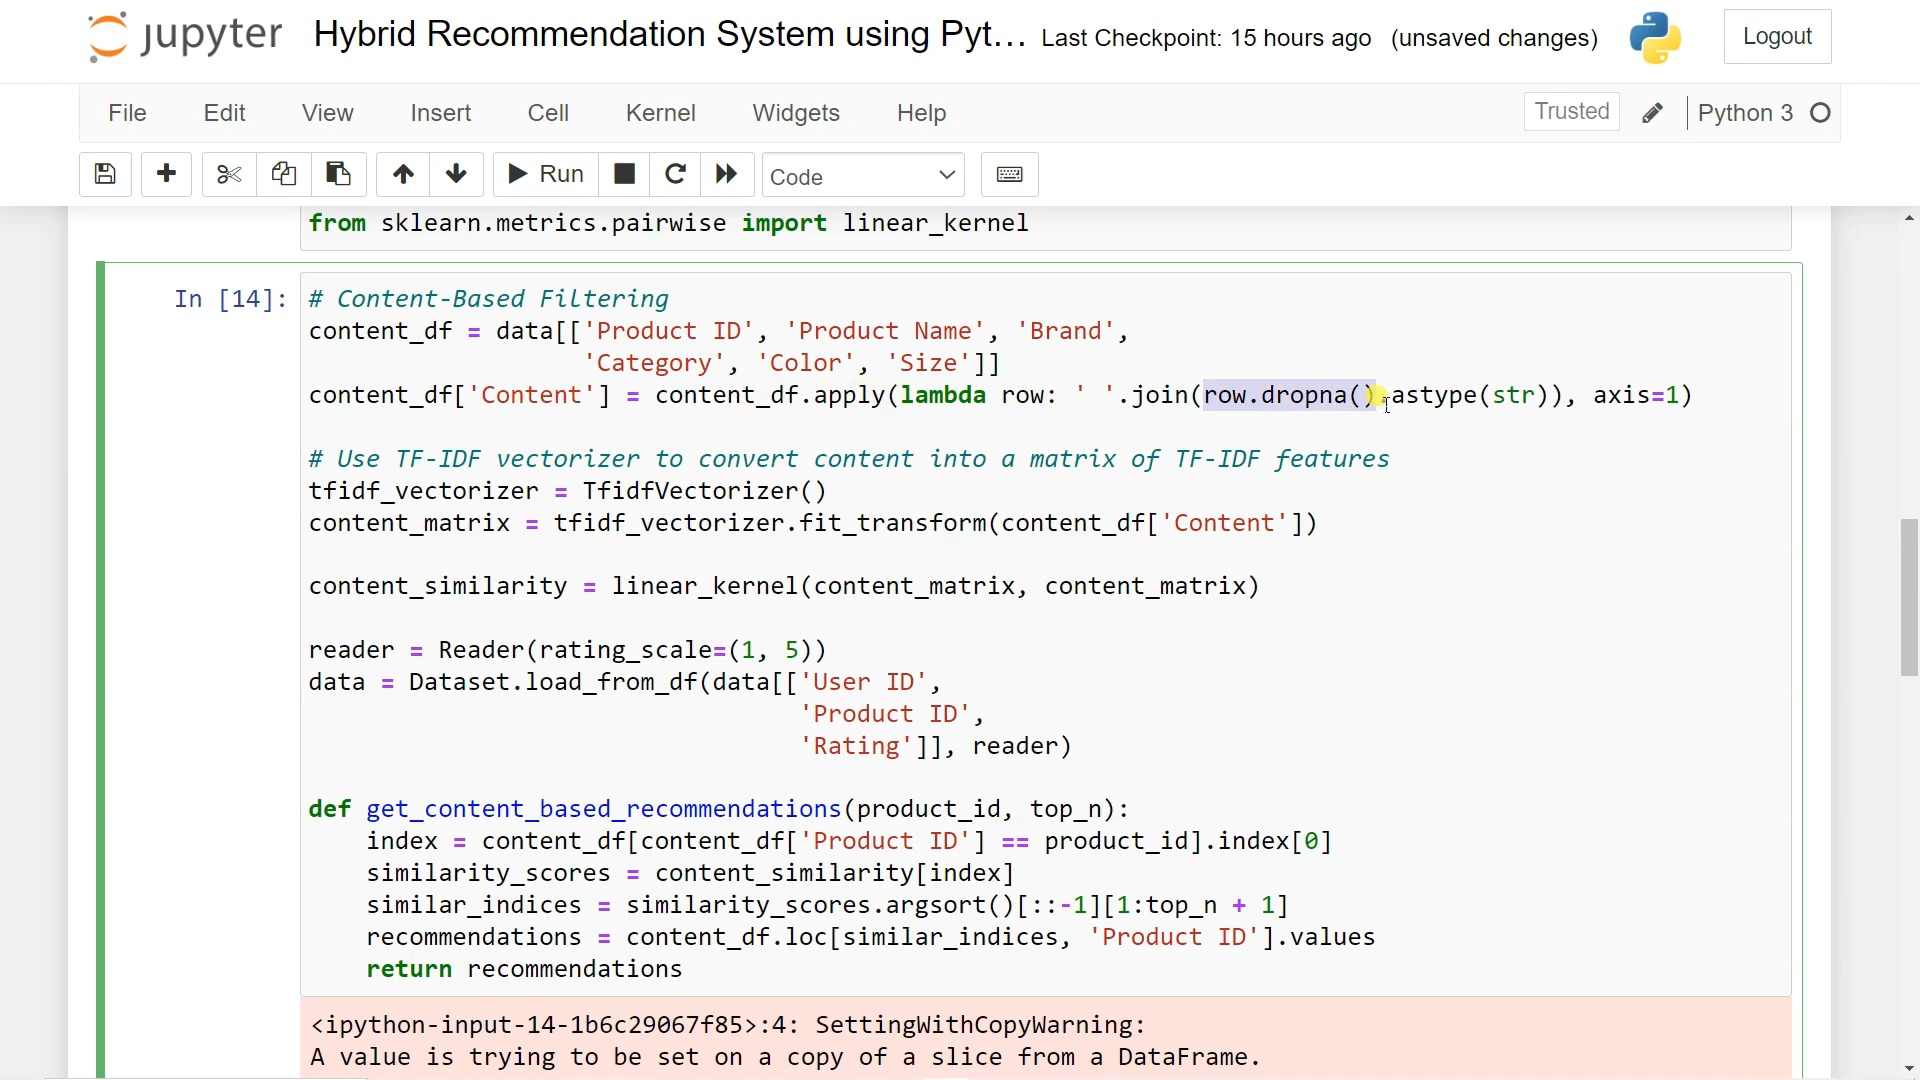 jupyter Hybrid Recommendation System using Pyt... Last Checkpoint: 15 hours ago (unsaved changes) Logout
File Edit View Insert Cell Kernel Widgets Help Trusted Python 3
Run Code
from sklearn.metrics.pairwise import linear_kernel
In [14]: # Content-Based Filtering
content_df = data[['Product ID', 'Product Name', 'Brand',
'Category', 'Color', 'Size']]
content_df['Content'] = content_df.apply(lambda row: ' '.join(row.dropna().astype(str)), axis=1)
# Use TF-IDF vectorizer to convert content into a matrix of TF-IDF features
tfidf_vectorizer = TfidfVectorizer()
content_matrix = tfidf_vectorizer.fit_transform(content_df['Content'])
content_similarity = linear_kernel(content_matrix, content_matrix)
reader = Reader(rating_scale=(1, 5))
data = Dataset.load_from_df(data[['User ID',
'Product ID',
'Rating']], reader)
def get_content_based_recommendations(product_id, top_n):
index = content_df[content_df['Product ID'] == product_id].index[0]
similarity_scores = content_similarity[index]
similar_indices = similarity_scores.argsort()[::-1][1:top_n + 1]
recommendations = content_df.loc[similar_indices, 'Product ID'].values
return recommendations
<ipython-input-14-1b6c29067f85>:4: SettingWithCopyWarning:
A value is trying to be set on a copy of a slice from a DataFrame.